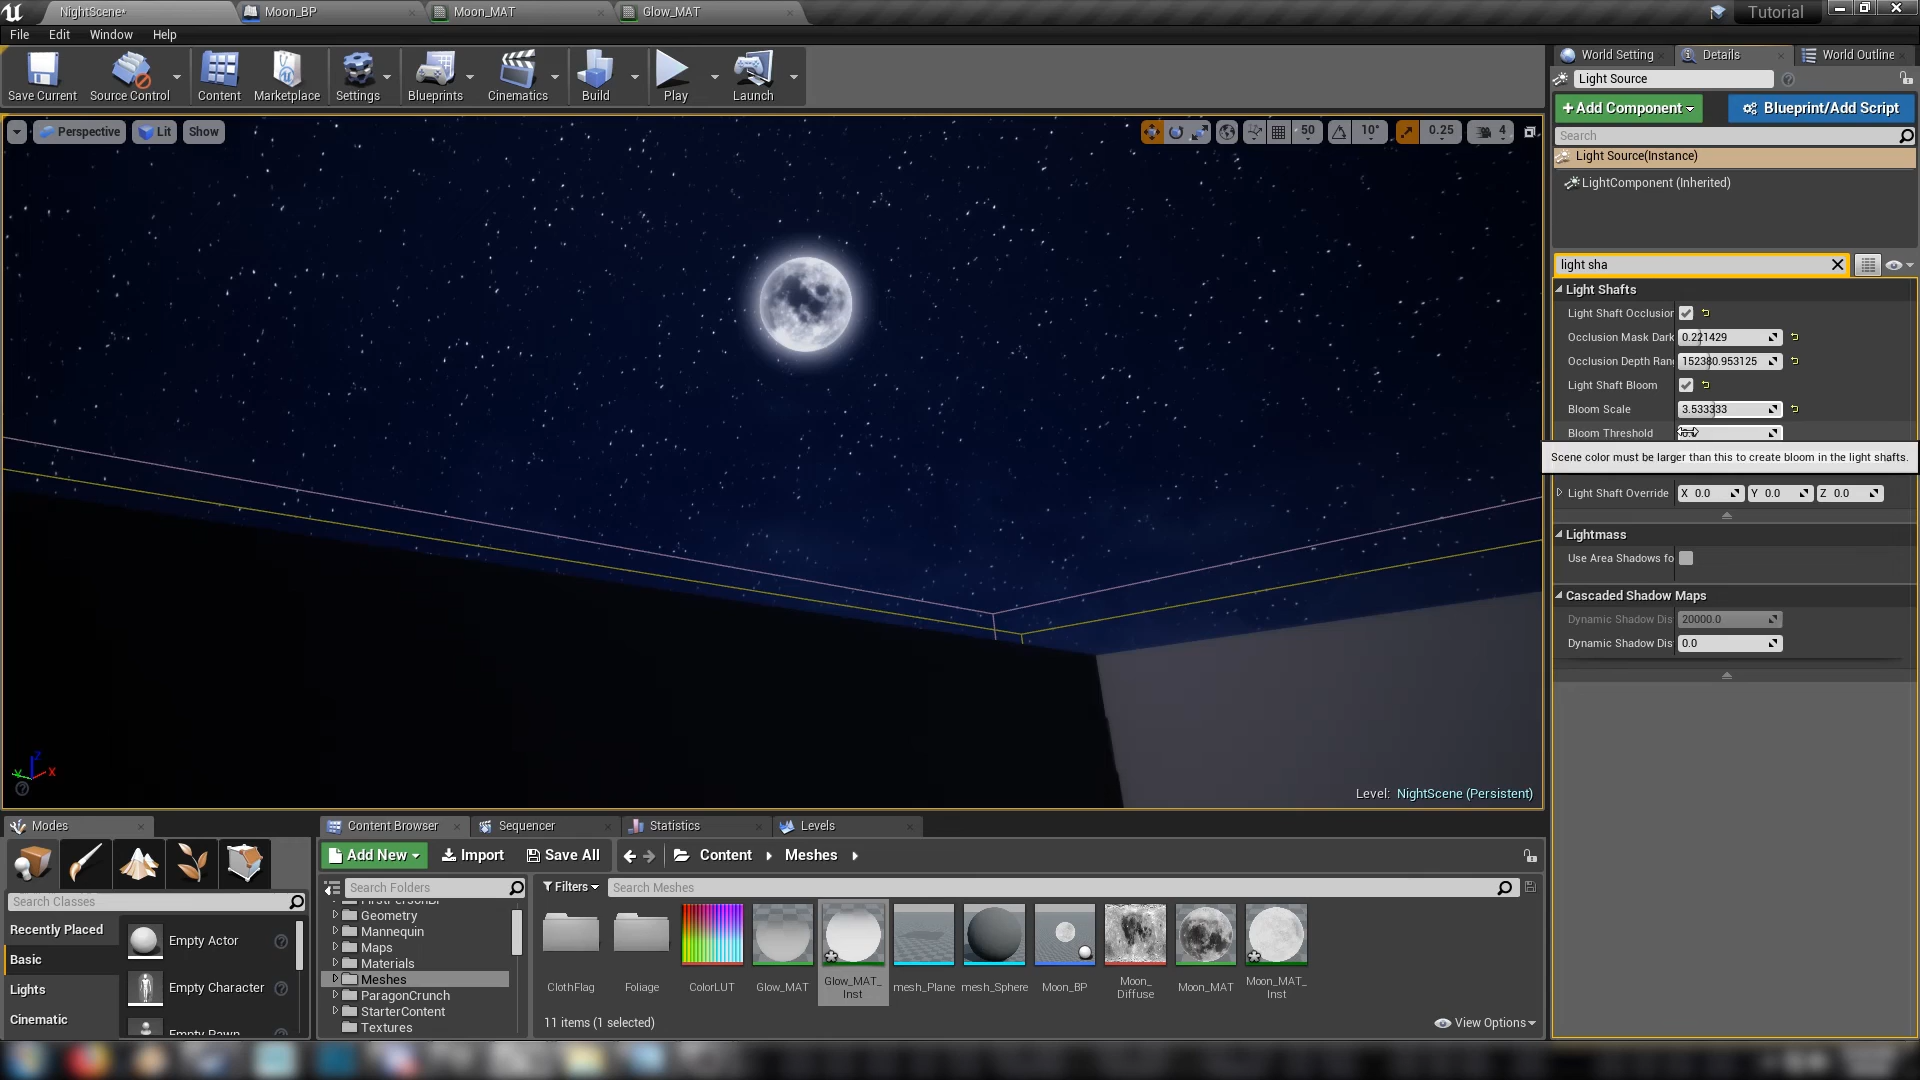 NightScene*
Moon_BP
Moon_MAT
Glow_MAT
Tutorial
File Edit Window Help
Save Current
Source Control
Content
Marketplace
Settings
Blueprints
Cinematics
Build
Play
Launch
Perspective
Lit
Show
50
10°
0.25
4
Level: NightScene (Persistent)
World Setting
Details
World Outline
Light Source
+Add Component
Blueprint/Add Script
Search
Light Source(Instance)
LightComponent (Inherited)
light sha
Light Shafts
Light Shaft Occlusion
Occlusion Mask Dark 0.221429
Occlusion Depth Ran 152380.953125
Light Shaft Bloom
Bloom Scale 3.533333
Bloom Threshold
Scene color must be larger than this to create bloom in the light shafts.
Light Shaft Override X 0.0 Y 0.0 Z 0.0
Lightmass
Use Area Shadows fo
Cascaded Shadow Maps
Dynamic Shadow Dis 20000.0
Dynamic Shadow Dis 0.0
Modes
Search Classes
Recently Placed
Basic
Lights
Cinematic
Empty Actor
Empty Character
Empty Pawn
Content Browser
Sequencer
Statistics
Levels
Add New
Import
Save All
Content
Meshes
Search Folders
Filters
Search Meshes
FirstPersonBP
Geometry
Mannequin
Maps
Materials
Meshes
ParagonCrunch
StarterContent
Textures
ClothFlag
Foliage
ColorLUT
Glow_MAT
Glow_MAT_
Inst
mesh_Plane
mesh_Sphere
Moon_BP
Moon_
Diffuse
Moon_MAT
Moon_MAT_
Inst
11 items (1 selected)
View Options